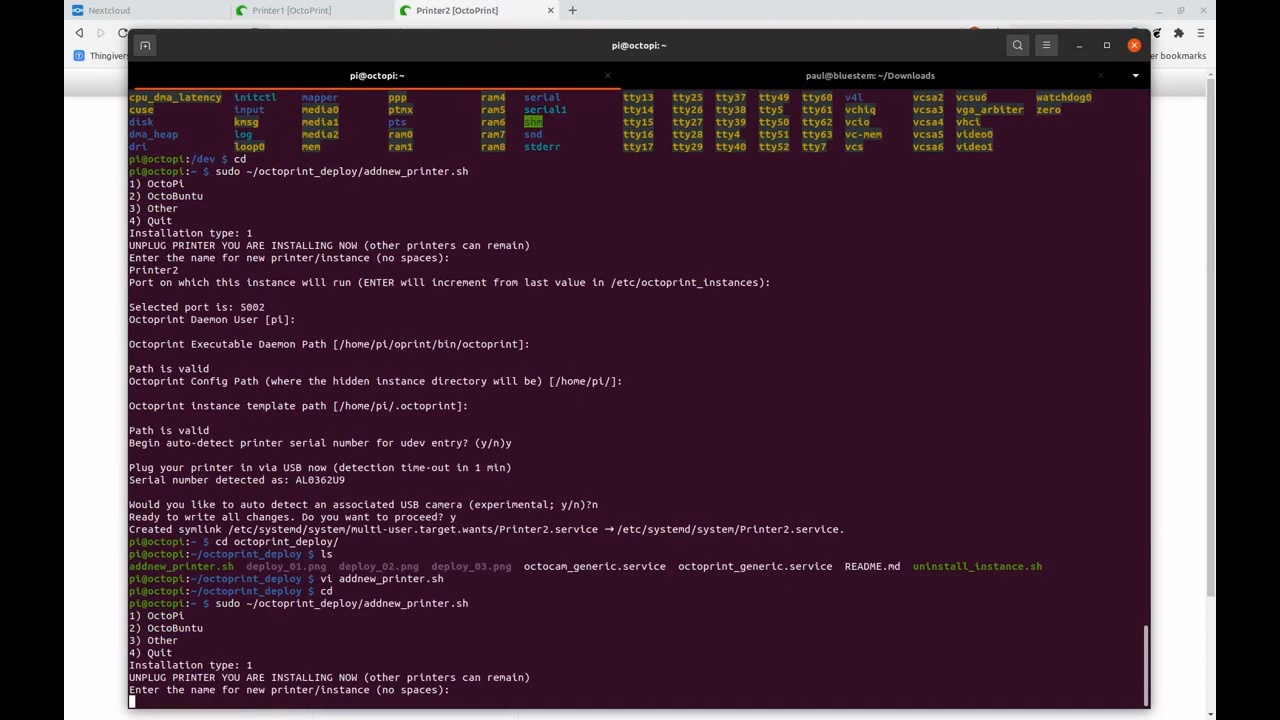 Nextcloud Printer1 [OctoPrint] Printer2 [OctoPrint] × +
pi@octopi: ~
Thingivers
er bookmarks
pi@octopi: ~ × paul@bluestem: ~/Downloads ×
cpu_dma_latency initctl mapper ppp ram4 serial tty13 tty25 tty37 tty49 tty60 v4l vcsa2 vcsu6 watchdog0
cuse input media0 ptmx ram5 serial1 tty14 tty26 tty38 tty5 tty61 vchiq vcsa3 vga_arbiter zero
disk kmsg media1 pts ram6 shm tty15 tty27 tty39 tty50 tty62 vcio vcsa4 vhci
dma_heap log media2 ram0 ram7 snd tty16 tty28 tty4 tty51 tty63 vc-mem vcsa5 video0
dri loop0 mem ram1 ram8 stderr tty17 tty29 tty40 tty52 tty7 vcs vcsa6 video1
pi@octopi:/dev $ cd
pi@octopi:~ $ sudo ~/octoprint_deploy/addnew_printer.sh
1) OctoPi
2) OctoBuntu
3) Other
4) Quit
Installation type: 1
UNPLUG PRINTER YOU ARE INSTALLING NOW (other printers can remain)
Enter the name for new printer/instance (no spaces):
Printer2
Port on which this instance will run (ENTER will increment from last value in /etc/octoprint_instances):
Selected port is: 5002
Octoprint Daemon User [pi]:
Octoprint Executable Daemon Path [/home/pi/oprint/bin/octoprint]:
Path is valid
Octoprint Config Path (where the hidden instance directory will be) [/home/pi/]:
Octoprint instance template path [/home/pi/.octoprint]:
Path is valid
Begin auto-detect printer serial number for udev entry? (y/n)y
Plug your printer in via USB now (detection time-out in 1 min)
Serial number detected as: AL0362U9
Would you like to auto detect an associated USB camera (experimental; y/n)?n
Ready to write all changes. Do you want to proceed? y
Created symlink /etc/systemd/system/multi-user.target.wants/Printer2.service → /etc/systemd/system/Printer2.service.
pi@octopi:~ $ cd octoprint_deploy/
pi@octopi:~/octoprint_deploy $ ls
addnew_printer.sh deploy_01.png deploy_02.png deploy_03.png octocam_generic.service octoprint_generic.service README.md uninstall_instance.sh
pi@octopi:~/octoprint_deploy $ vi addnew_printer.sh
pi@octopi:~/octoprint_deploy $ cd
pi@octopi:~ $ sudo ~/octoprint_deploy/addnew_printer.sh
1) OctoPi
2) OctoBuntu
3) Other
4) Quit
Installation type: 1
UNPLUG PRINTER YOU ARE INSTALLING NOW (other printers can remain)
Enter the name for new printer/instance (no spaces):